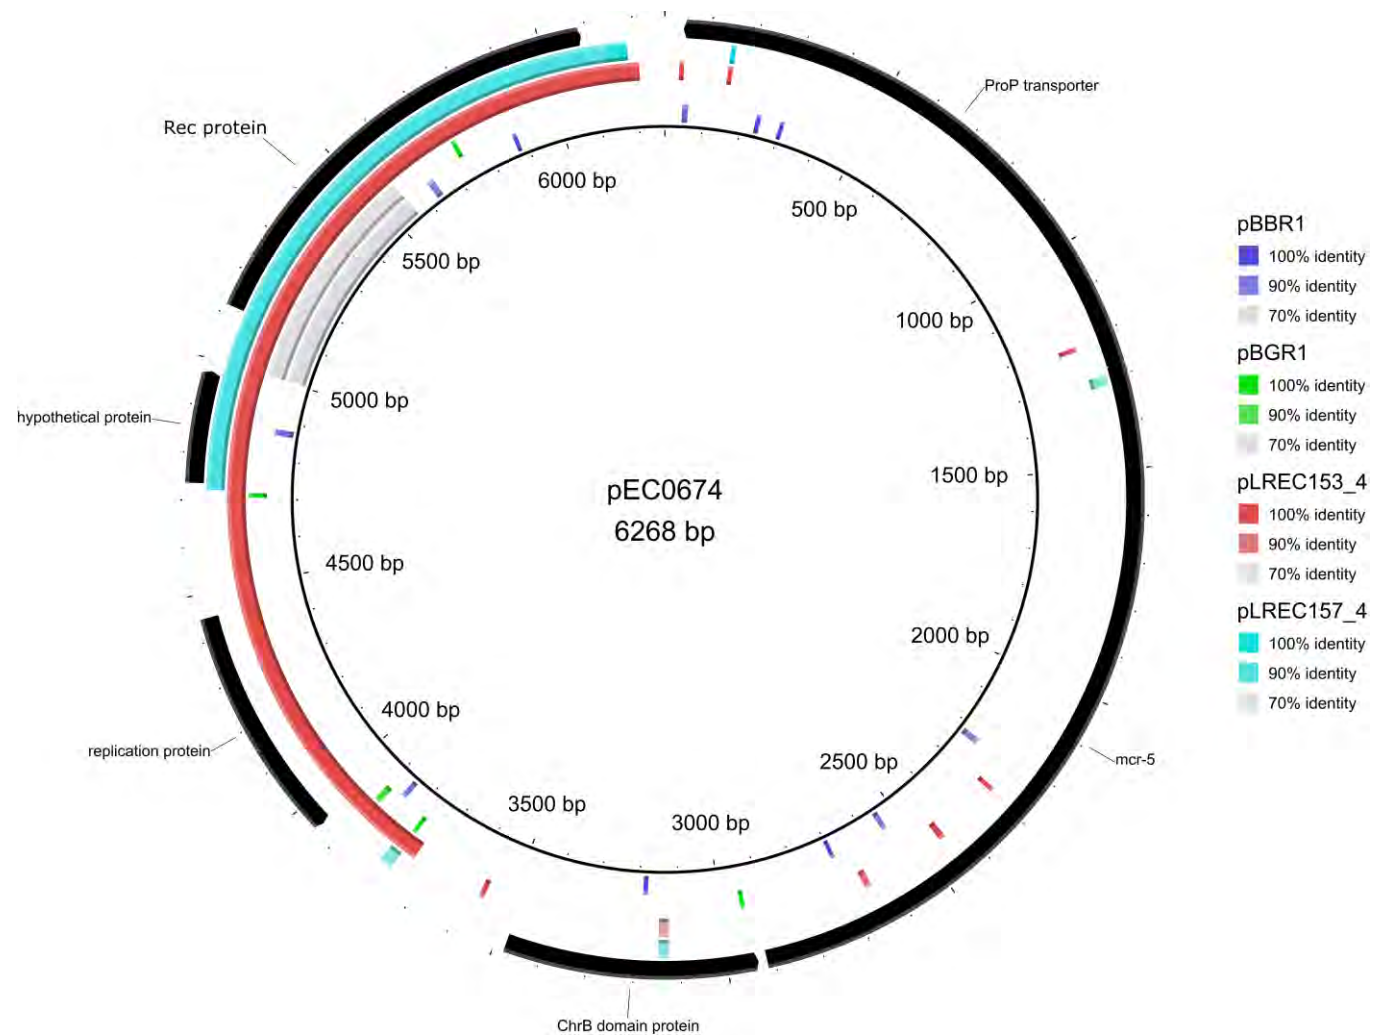 ProP transporter
Rec protein
6000 bp
500 bp
5500 bp
1000 bp
5000 bp
hypothetical protein
1500 bp
pEC0674
6268 bp
4500 bp
2000 bp
4000 bp
replication protein
2500 bp
mcr-5
3500 bp
3000 bp
ChrB domain protein
pBBR1
100% identity
90% identity
70% identity
pBGR1
100% identity
90% identity
70% identity
pLREC153_4
100% identity
90% identity
70% identity
pLREC157_4
100% identity
90% identity
70% identity